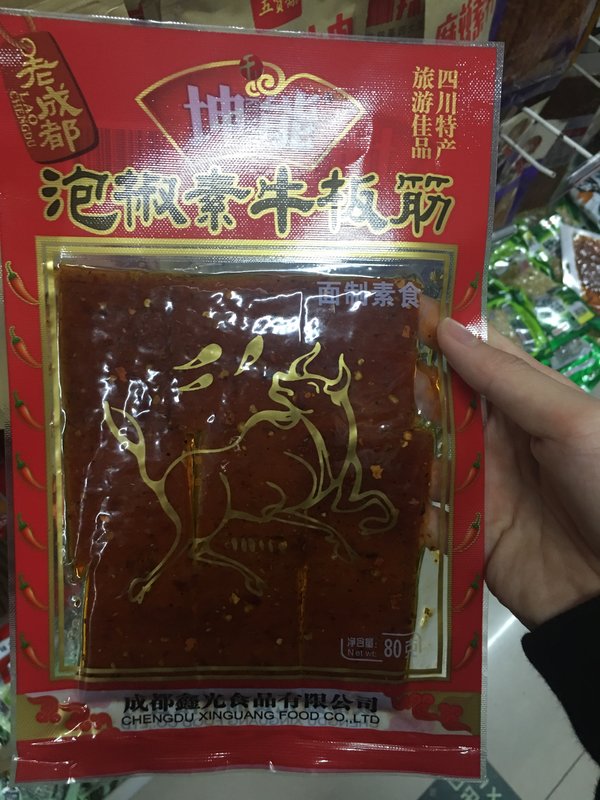 老成都
LAO
CHENGDU
四川特产
旅游佳品
泡椒素牛板筋
面制素食
净含量:
Net wt:
80克
成都鑫光食品有限公司
CHENGDU XINGUANG FOOD CO.,LTD